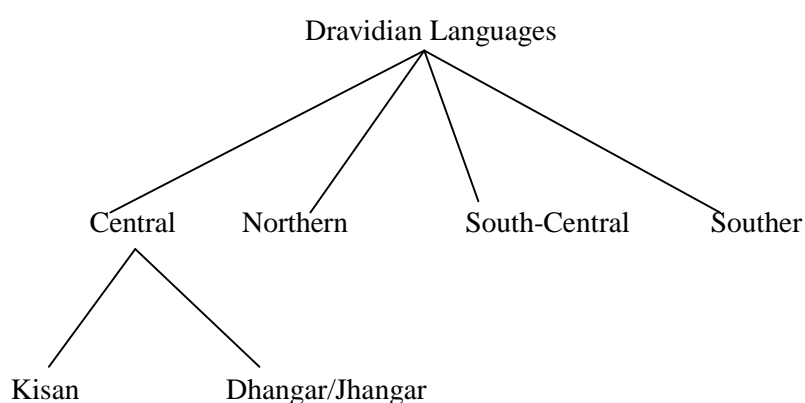 Dravidian Languages
Central Northern South-Central Souther
Kisan Dhangar/Jhangar